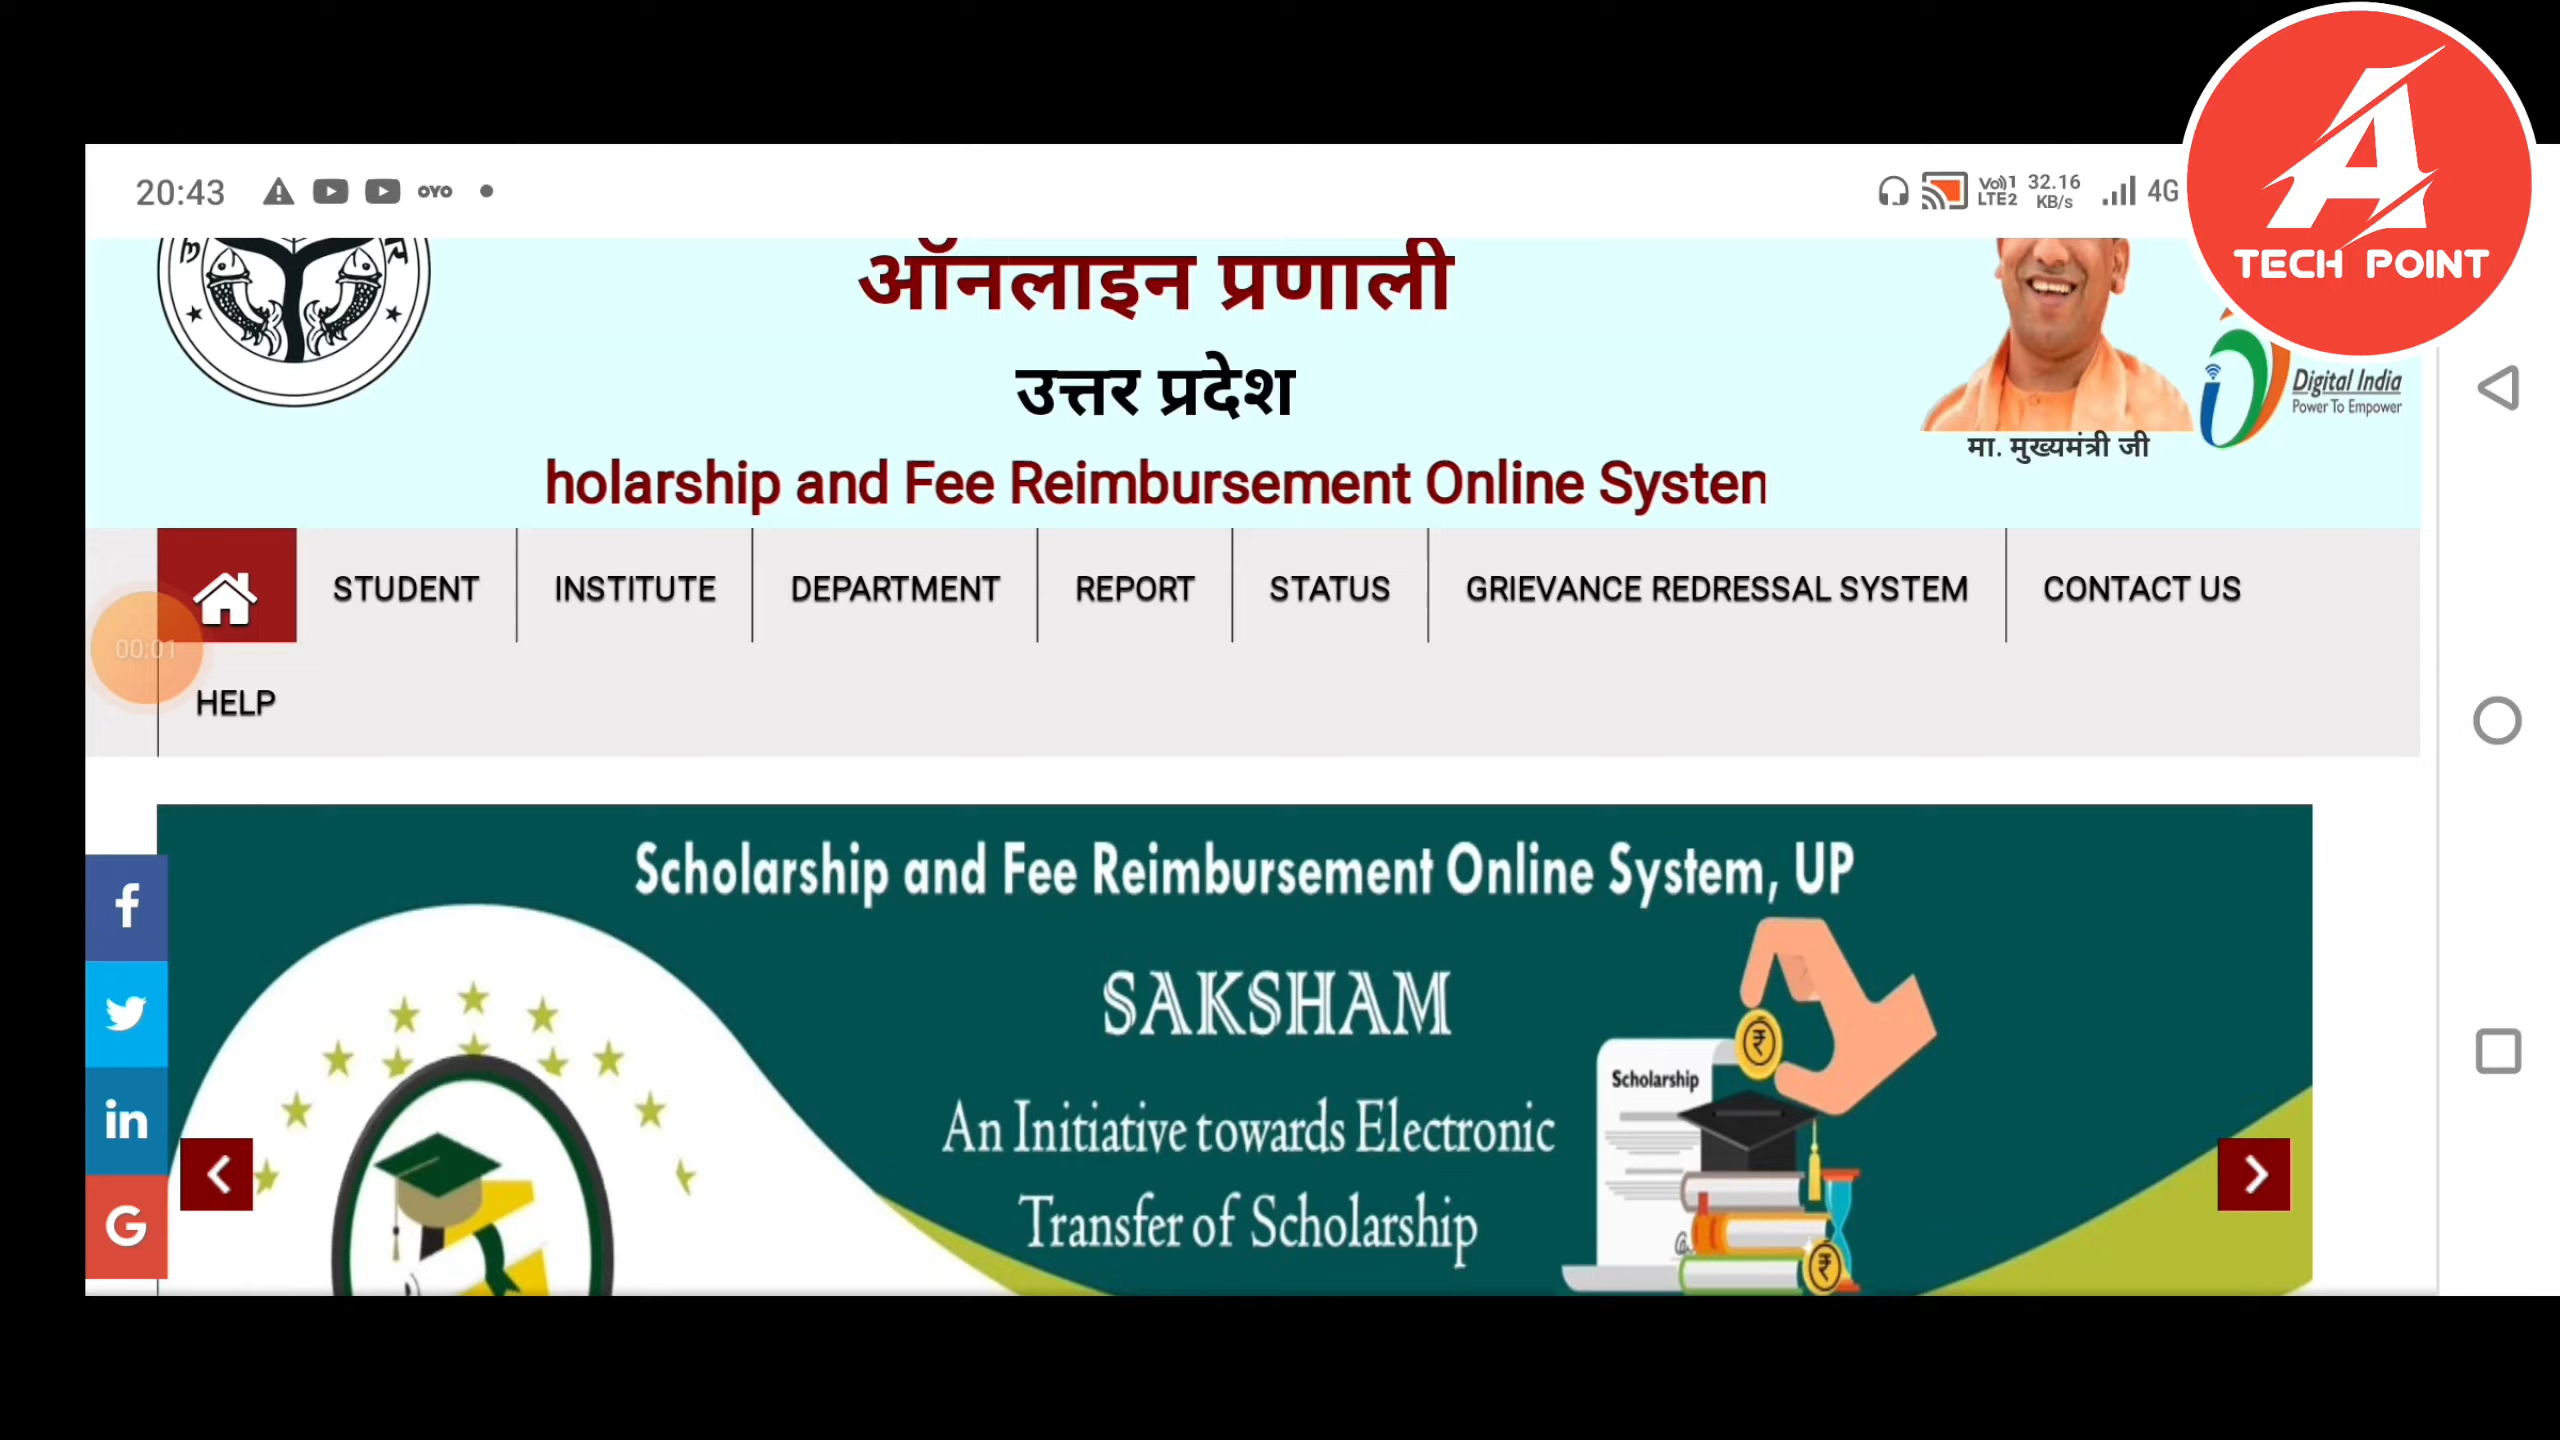 20:43
OYO
Vo)) 1
LTE2
32.16
KB/s
4G
A
TECH POINT
ऑनलाइन प्रणाली
उत्तर प्रदेश
Digital India
Power To Empower
मा. मुख्यमंत्री जी
holarship and Fee Reimbursement Online System
STUDENT
INSTITUTE
DEPARTMENT
REPORT
STATUS
GRIEVANCE REDRESSAL SYSTEM
CONTACT US
00:01
HELP
Scholarship and Fee Reimbursement Online System, UP
SAKSHAM
An Initiative towards Electronic
Transfer of Scholarship
Scholarship
f
in
G